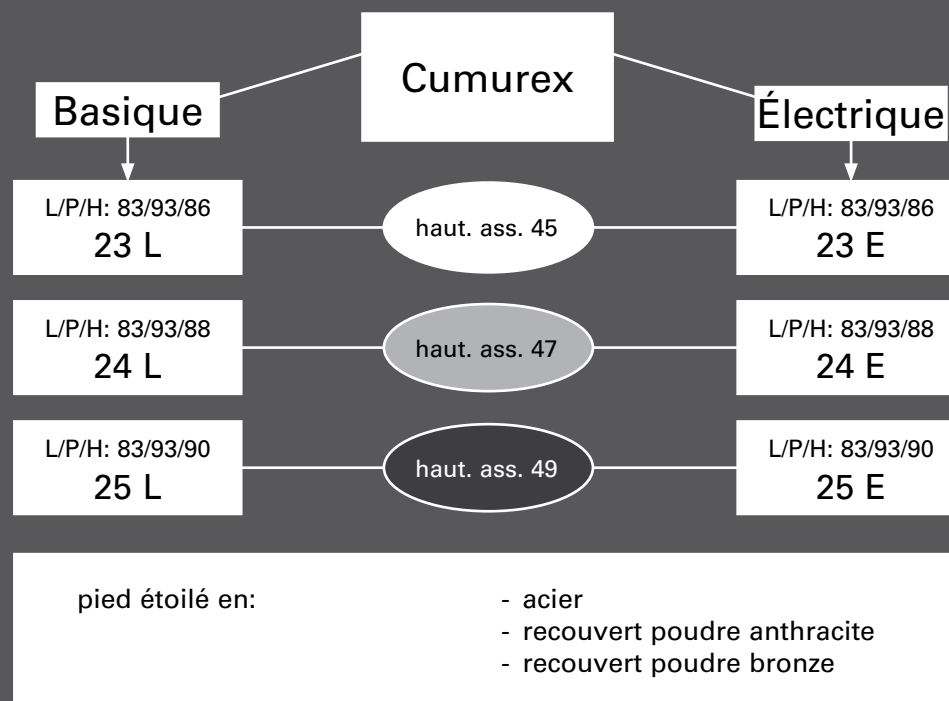 Cumurex
Basique
Électrique
L/P/H: 83/93/86
23 L
haut. ass. 45
L/P/H: 83/93/86
23 E
L/P/H: 83/93/88
24 L
haut. ass. 47
L/P/H: 83/93/88
24 E
L/P/H: 83/93/90
25 L
haut. ass. 49
L/P/H: 83/93/90
25 E
pied étoilé en:
- acier
- recouvert poudre anthracite
- recouvert poudre bronze